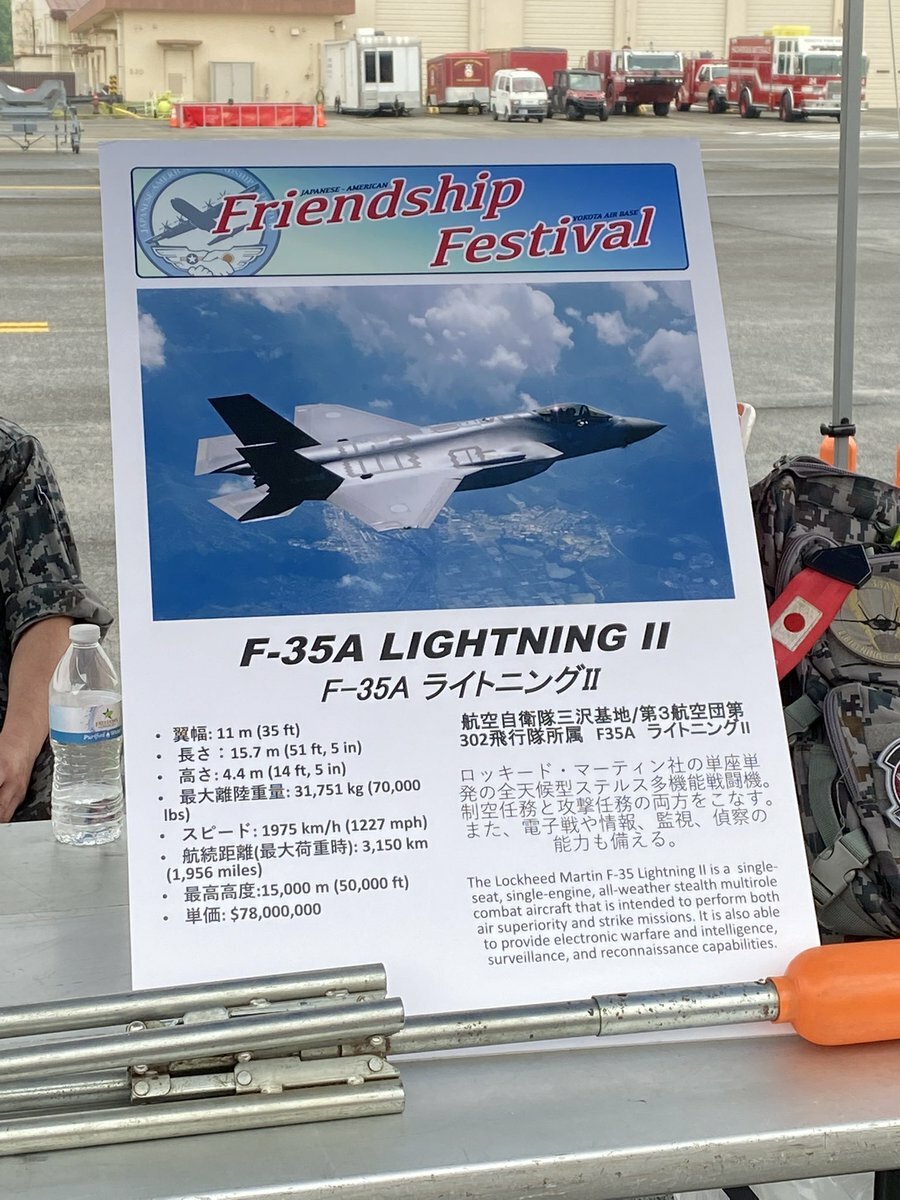 JAPANESE - AMERICAN
Friendship
YOKOTA AIR BASE
Festival
F-35A LIGHTNING II
F-35A ライトニングII
• 翼幅: 11 m (35 ft)
• 長さ：15.7 m (51 ft, 5 in)
• 高さ: 4.4 m (14 ft, 5 in)
• 最大離陸重量: 31,751 kg (70,000
lbs)
• スピード: 1975 km/h (1227 mph)
• 航続距離(最大荷重時): 3,150 km
(1,956 miles)
• 最高高度:15,000 m (50,000 ft)
• 単価: $78,000,000
航空自衛隊三沢基地/第３航空団第
302飛行隊所属 F35A ライトニングII
ロッキード・マーティン社の単座単
発の全天候型ステルス多機能戦闘機。
制空任務と攻撃任務の両方をこなす。
また、電子戦や情報、監視、偵察の
能力も備える。
The Lockheed Martin F-35 Lightning II is a single-
seat, single-engine, all-weather stealth multirole
combat aircraft that is intended to perform both
air superiority and strike missions. It is also able
to provide electronic warfare and intelligence,
surveillance, and reconnaissance capabilities.
Purified